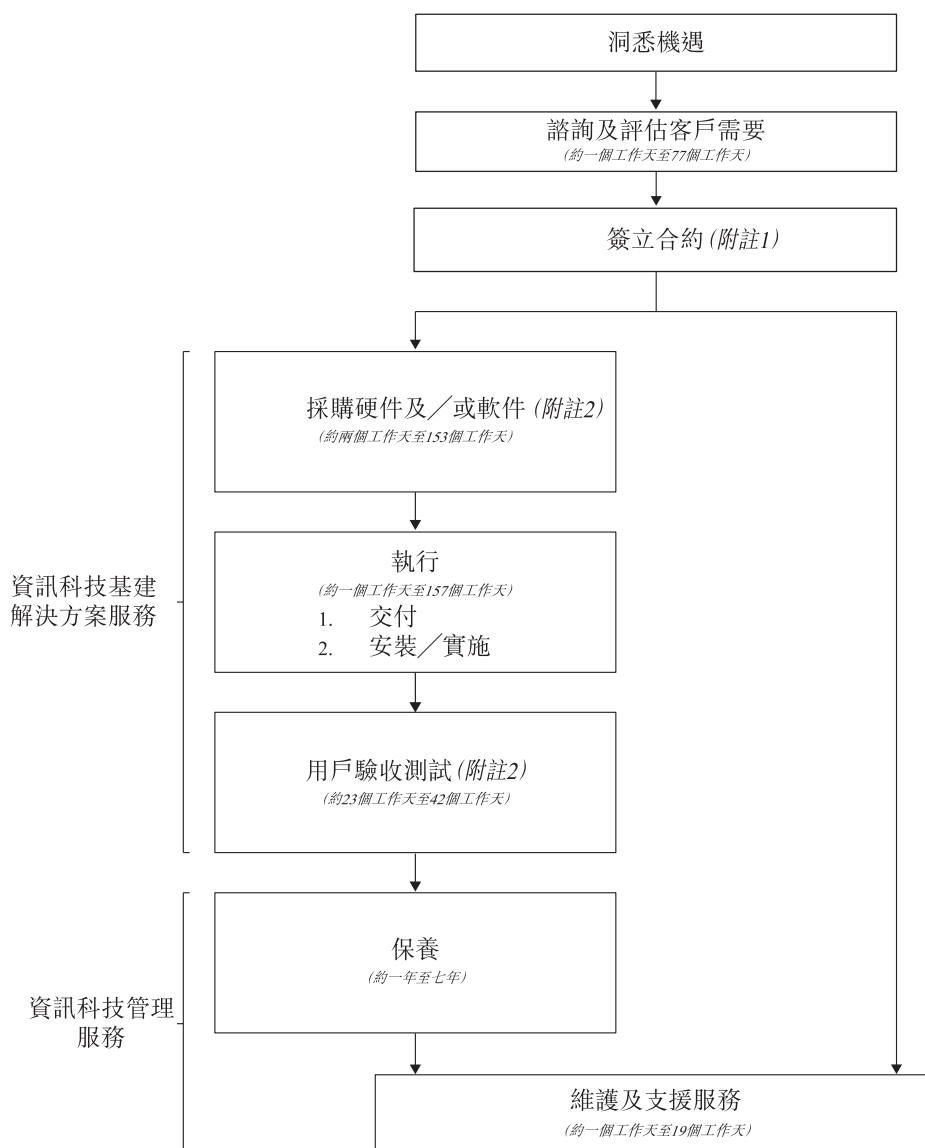 洞悉機遇
諮詢及評估客戶需要
(約一個工作天至77個工作天)
簽立合約(附註1)
採購硬件及／或軟件(附註2)
(約兩個工作天至153個工作天)
執行
(約一個工作天至157個工作天)
1. 交付
2. 安裝／實施
資訊科技基建
解決方案服務
用戶驗收測試(附註2)
(約23個工作天至42個工作天)
保養
(約一年至七年)
資訊科技管理
服務
維護及支援服務
(約一個工作天至19個工作天)